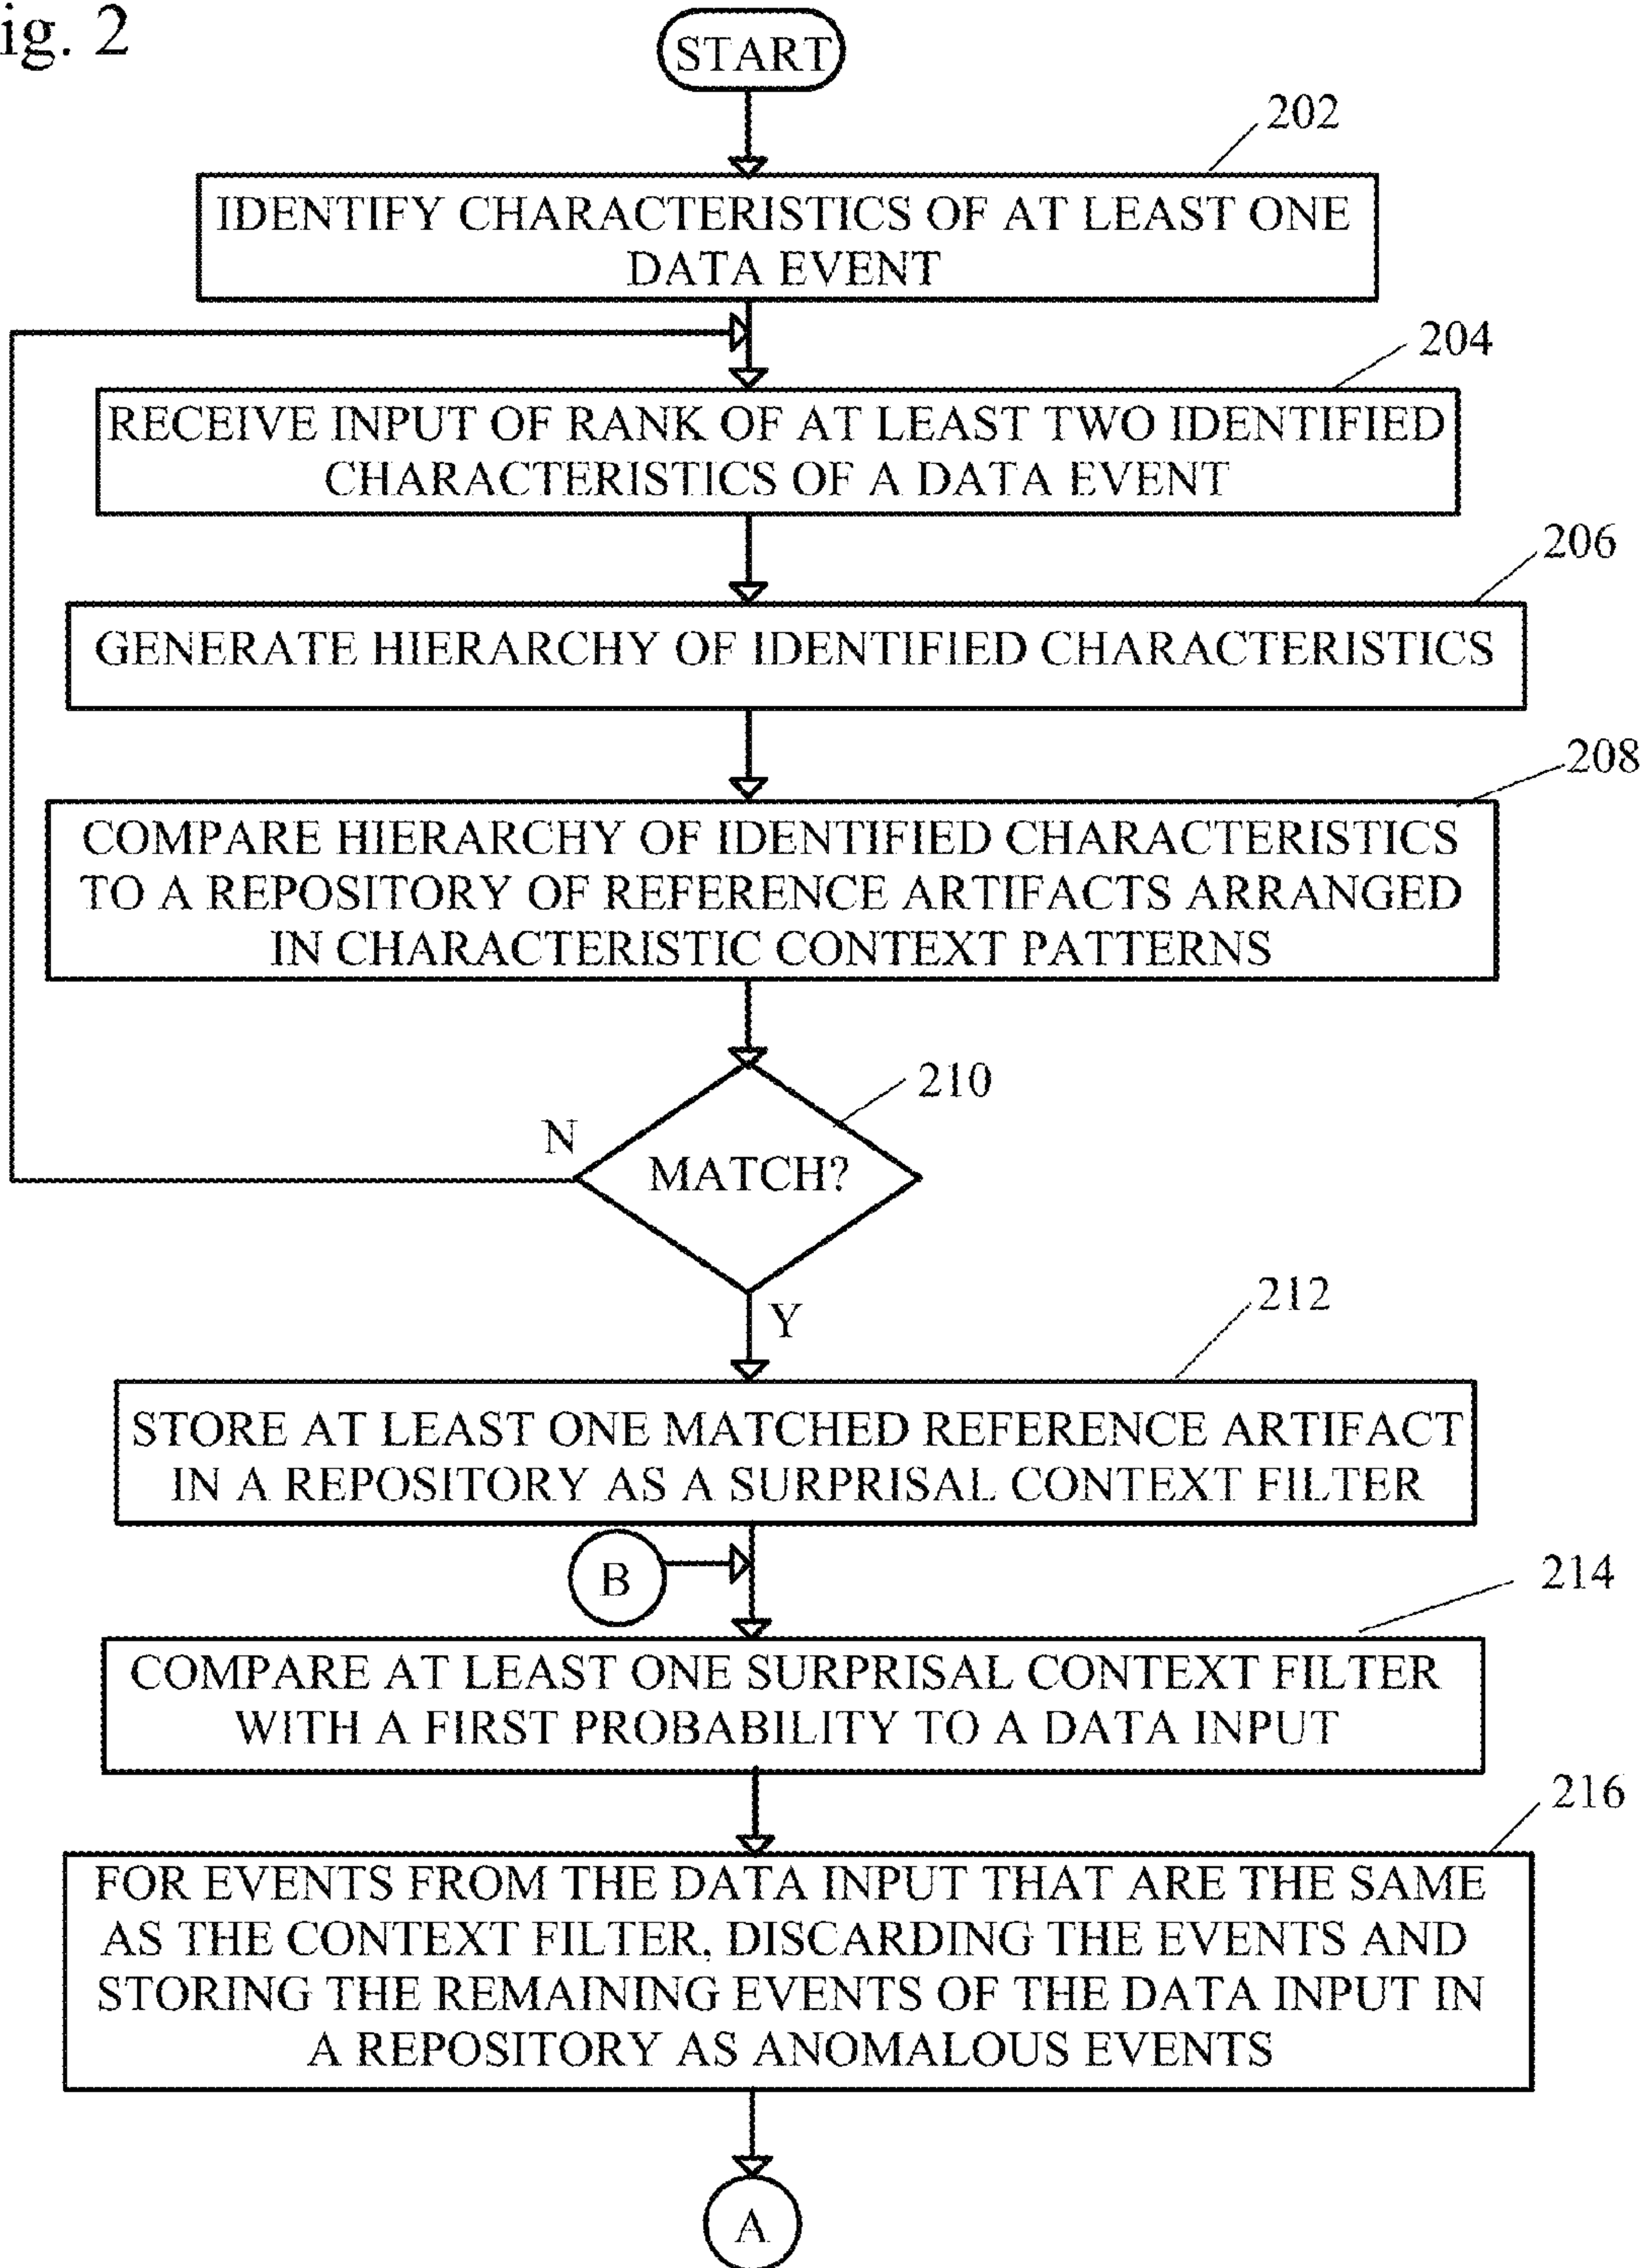 ig. 2
START
202
IDENTIFY CHARACTERISTICS OF AT LEAST ONE
DATA EVENT
204
RECEIVE INPUT OF RANK OF AT LEAST TWO IDENTIFIED
CHARACTERISTICS OF A DATA EVENT
206
GENERATE HIERARCHY OF IDENTIFIED CHARACTERISTICS
208
COMPARE HIERARCHY OF IDENTIFIED CHARACTERISTICS
TO A REPOSITORY OF REFERENCE ARTIFACTS ARRANGED
IN CHARACTERISTIC CONTEXT PATTERNS
210
N
MATCH?
Y
212
STORE AT LEAST ONE MATCHED REFERENCE ARTIFACT
IN A REPOSITORY AS A SURPRISAL CONTEXT FILTER
B
214
COMPARE AT LEAST ONE SURPRISAL CONTEXT FILTER
WITH A FIRST PROBABILITY TO A DATA INPUT
216
FOR EVENTS FROM THE DATA INPUT THAT ARE THE SAME
AS THE CONTEXT FILTER, DISCARDING THE EVENTS AND
STORING THE REMAINING EVENTS OF THE DATA INPUT IN
A REPOSITORY AS ANOMALOUS EVENTS
A